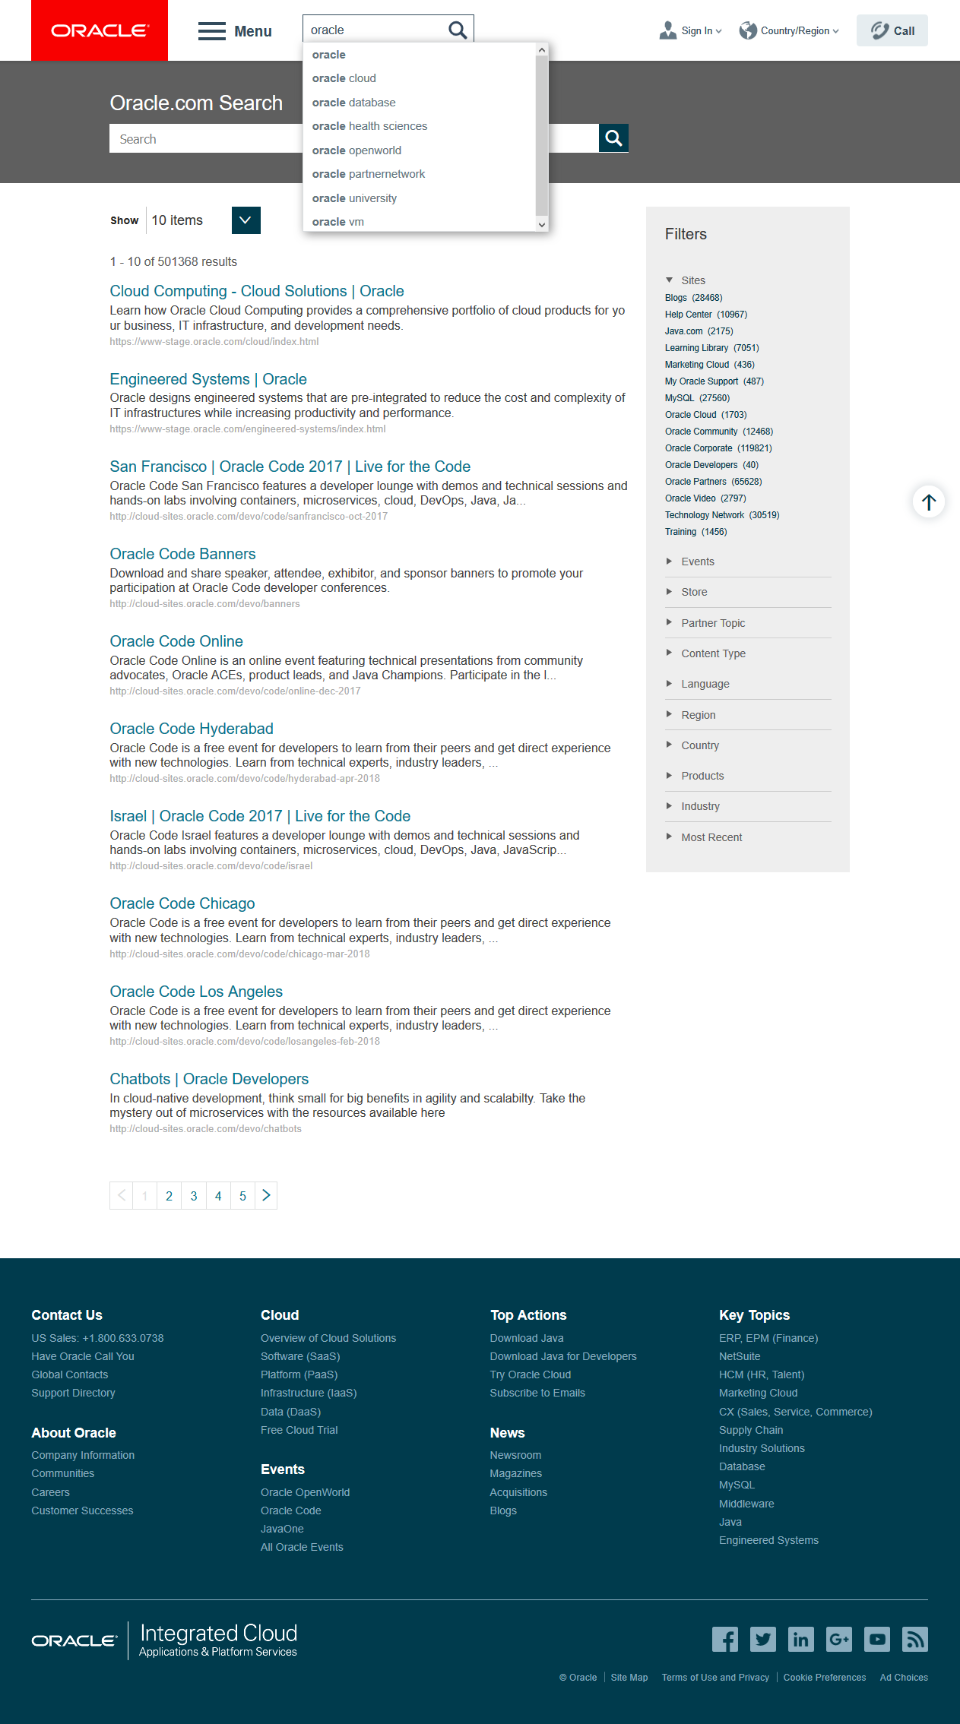 ORACLE
Menu
oracle
Sign In
Country/Region
Call
oracle
oracle cloud
oracle database
oracle health sciences
oracle openworld
oracle partnernetwork
oracle university
oracle vm
Oracle.com Search
Search
Show 10 items
1 - 10 of 501368 results
Cloud Computing - Cloud Solutions | Oracle
Learn how Oracle Cloud Computing provides a comprehensive portfolio of cloud products for yo
ur business, IT infrastructure, and development needs.
https://www-stage.oracle.com/cloud/index.html
Engineered Systems | Oracle
Oracle designs engineered systems that are pre-integrated to reduce the cost and complexity of
IT infrastructures while increasing productivity and performance.
https://www-stage.oracle.com/engineered-systems/index.html
San Francisco | Oracle Code 2017 | Live for the Code
Oracle Code San Francisco features a developer lounge with demos and technical sessions and
hands-on labs involving containers, microservices, cloud, DevOps, Java, Ja...
http://cloud-sites.oracle.com/devo/code/sanfrancisco-oct-2017
Oracle Code Banners
Download and share speaker, attendee, exhibitor, and sponsor banners to promote your
participation at Oracle Code developer conferences.
http://cloud-sites.oracle.com/devo/banners
Oracle Code Online
Oracle Code Online is an online event featuring technical presentations from community
advocates, Oracle ACEs, product leads, and Java Champions. Participate in the l...
http://cloud-sites.oracle.com/devo/code/online-dec-2017
Oracle Code Hyderabad
Oracle Code is a free event for developers to learn from their peers and get direct experience
with new technologies. Learn from technical experts, industry leaders, ...
http://cloud-sites.oracle.com/devo/code/hyderabad-apr-2018
Israel | Oracle Code 2017 | Live for the Code
Oracle Code Israel features a developer lounge with demos and technical sessions and
hands-on labs involving containers, microservices, cloud, DevOps, Java, JavaScrip...
http://cloud-sites.oracle.com/devo/code/israel
Oracle Code Chicago
Oracle Code is a free event for developers to learn from their peers and get direct experience
with new technologies. Learn from technical experts, industry leaders, ...
http://cloud-sites.oracle.com/devo/code/chicago-mar-2018
Oracle Code Los Angeles
Oracle Code is a free event for developers to learn from their peers and get direct experience
with new technologies. Learn from technical experts, industry leaders, ...
http://cloud-sites.oracle.com/devo/code/losangeles-feb-2018
Chatbots | Oracle Developers
In cloud-native development, think small for big benefits in agility and scalabilty. Take the
mystery out of microservices with the resources available here
http://cloud-sites.oracle.com/devo/chatbots
1 2 3 4 5
Filters
Sites
Blogs (28468)
Help Center (10967)
Java.com (2175)
Learning Library (7051)
Marketing Cloud (436)
My Oracle Support (487)
MySQL (27560)
Oracle Cloud (1703)
Oracle Community (12468)
Oracle Corporate (119821)
Oracle Developers (40)
Oracle Partners (65628)
Oracle Video (2797)
Technology Network (30519)
Training (1456)
Events
Store
Partner Topic
Content Type
Language
Region
Country
Products
Industry
Most Recent
Contact Us
US Sales: +1.800.633.0738
Have Oracle Call You
Global Contacts
Support Directory
About Oracle
Company Information
Communities
Careers
Customer Successes
Cloud
Overview of Cloud Solutions
Software (SaaS)
Platform (PaaS)
Infrastructure (IaaS)
Data (DaaS)
Free Cloud Trial
Events
Oracle OpenWorld
Oracle Code
JavaOne
All Oracle Events
Top Actions
Download Java
Download Java for Developers
Try Oracle Cloud
Subscribe to Emails
News
Newsroom
Magazines
Acquisitions
Blogs
Key Topics
ERP, EPM (Finance)
NetSuite
HCM (HR, Talent)
Marketing Cloud
CX (Sales, Service, Commerce)
Supply Chain
Industry Solutions
Database
MySQL
Middleware
Java
Engineered Systems
ORACLE
Integrated Cloud
Applications & Platform Services
© Oracle | Site Map Terms of Use and Privacy | Cookie Preferences Ad Choices